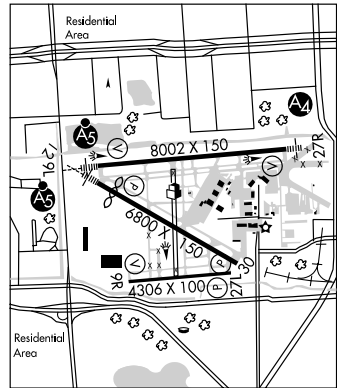 Residential
Area
A4
A5
V
8002 X 150
27R
12
9L
V
P
A5
6800 X 150
V
P
P
30
27L
9R
4306 X 100
Residential
Area